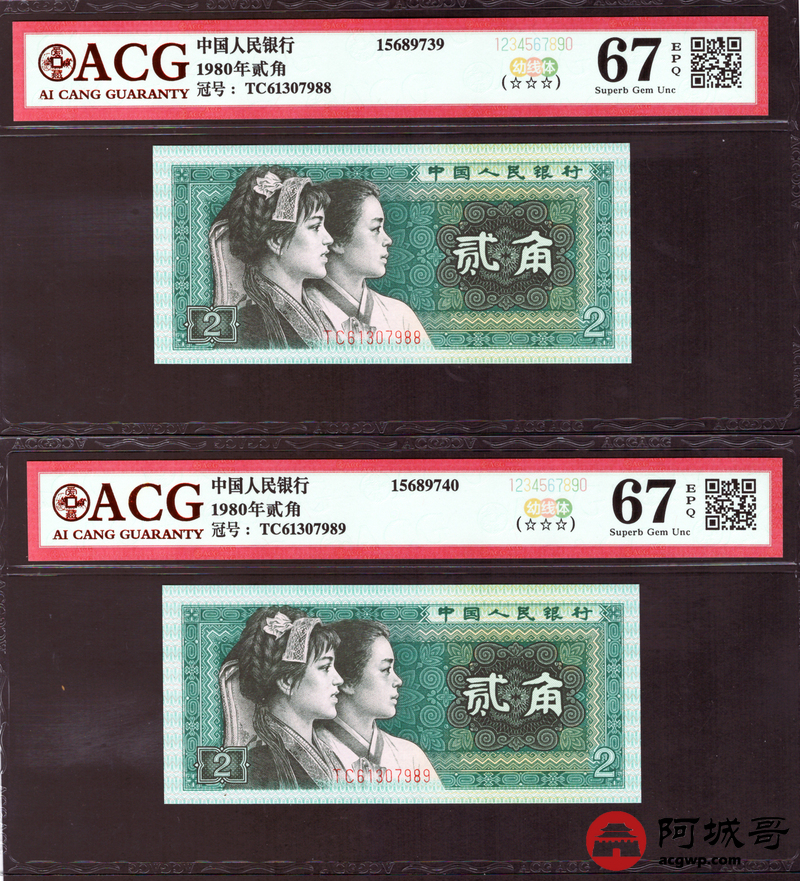 ACG
AI CANG GUARANTY
中国人民银行
1980年贰角
冠号：TC61307988
15689739
1234567890
幼线体
(☆☆☆)
67
EPQ
Superb Gem Unc
中国人民银行
贰角
2
TC61307988
2
ACG
AI CANG GUARANTY
中国人民银行
1980年贰角
冠号：TC61307989
15689740
1234567890
幼线体
(☆☆☆)
67
EPQ
Superb Gem Unc
中国人民银行
贰角
2
TC61307989
2
阿城哥
acgwp.com